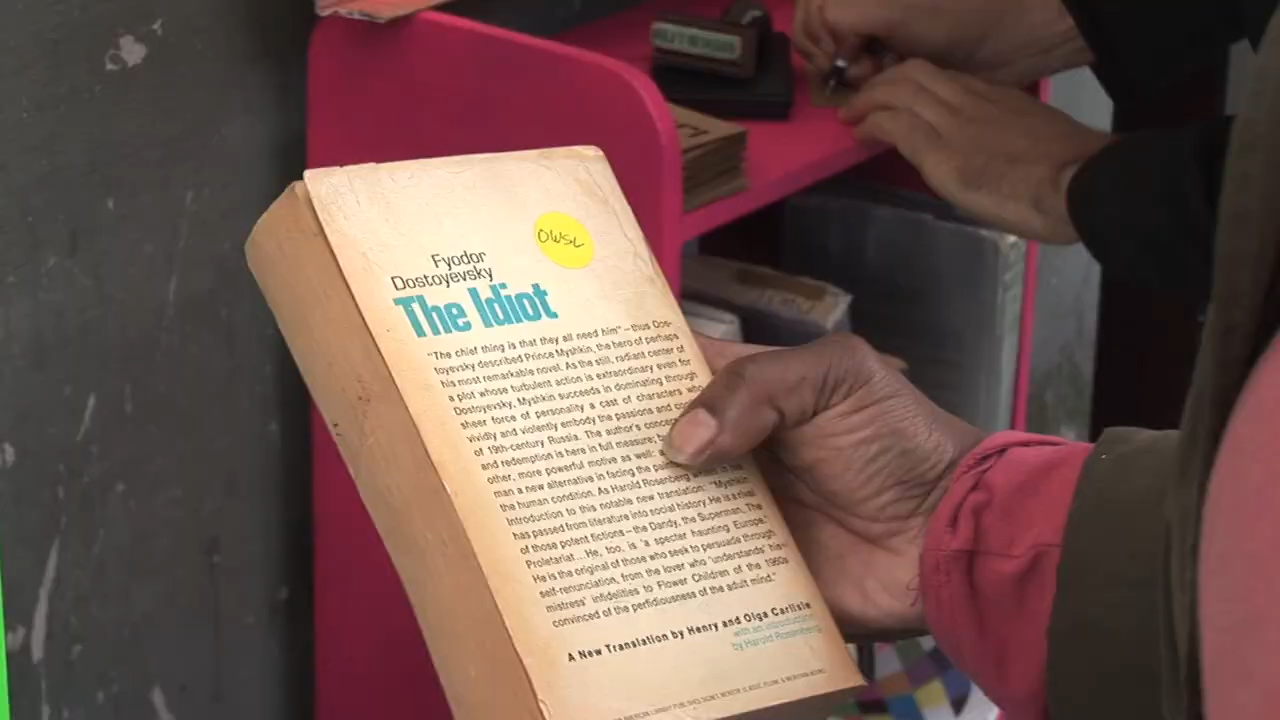 OWSL
Fyodor
Dostoyevsky
The Idiot
"The chief thing is that they all need him" – thus Dos-
toyevsky described Prince Myshkin, the hero of perhaps
his most remarkable novel. As the still, radiant center of
a plot whose turbulent action is extraordinary even for
Dostoyevsky, Myshkin succeeds in dominating through
sheer force of personality a cast of characters who
vividly and violently embody the passions and
of 19th-century Russia. The author's
and redemption is here in full measure;
other, more powerful motive as well:
man a new alternative in facing the
the human condition. As Harold Rosenberg
Introduction to this notable new translation: "Myshkin
has passed from literature into social history. He is a rival
of those potent fictions – the Dandy, the Superman, The
Proletariat... He, too, is 'a specter haunting Europe.'
He is the original of those who seek to persuade through
self-renunciation, from the lover who 'understands' his
mistress' infidelities to Flower Children of the 1960s
convinced of the perfidiousness of the adult mind."
A New Translation by Henry and Olga Carlisle
with an introduction
by Harold Rosenberg
AMERICAN LIBRARY PUBLISHES SIGNET, MENTOR, CLASSIC, PLUME & MERIDIAN BOOKS